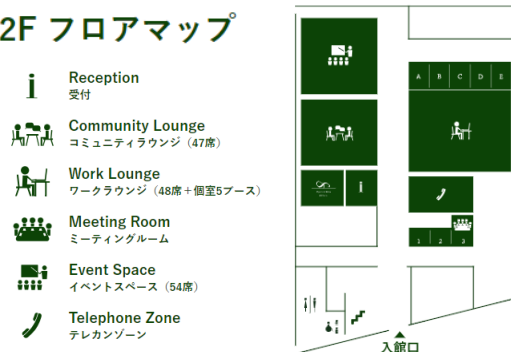 2F フロアマップ
Reception
受付
Community Lounge
コミュニティラウンジ（47席）
Work Lounge
ワークラウンジ（48席＋個室5ブース）
Meeting Room
ミーティングルーム
Event Space
イベントスペース（54席）
Telephone Zone
テレカンゾーン
A B C D E
1 2 3
入館口